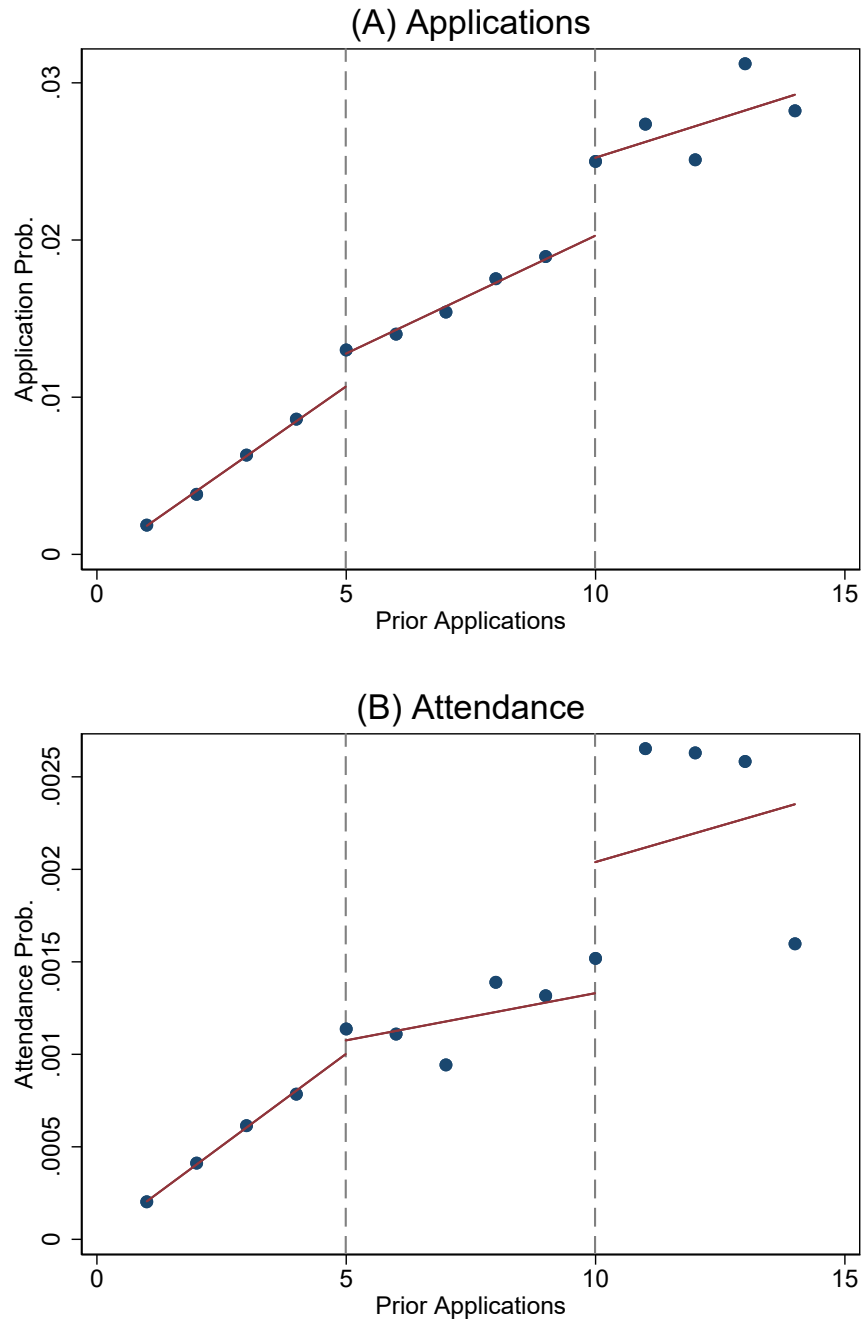 (A) Applications
Application Prob.
.03
.02
.01
0
0 5 10 15
Prior Applications
(B) Attendance
Attendance Prob.
.0025
.002
.0015
.001
.0005
0
0 5 10 15
Prior Applications